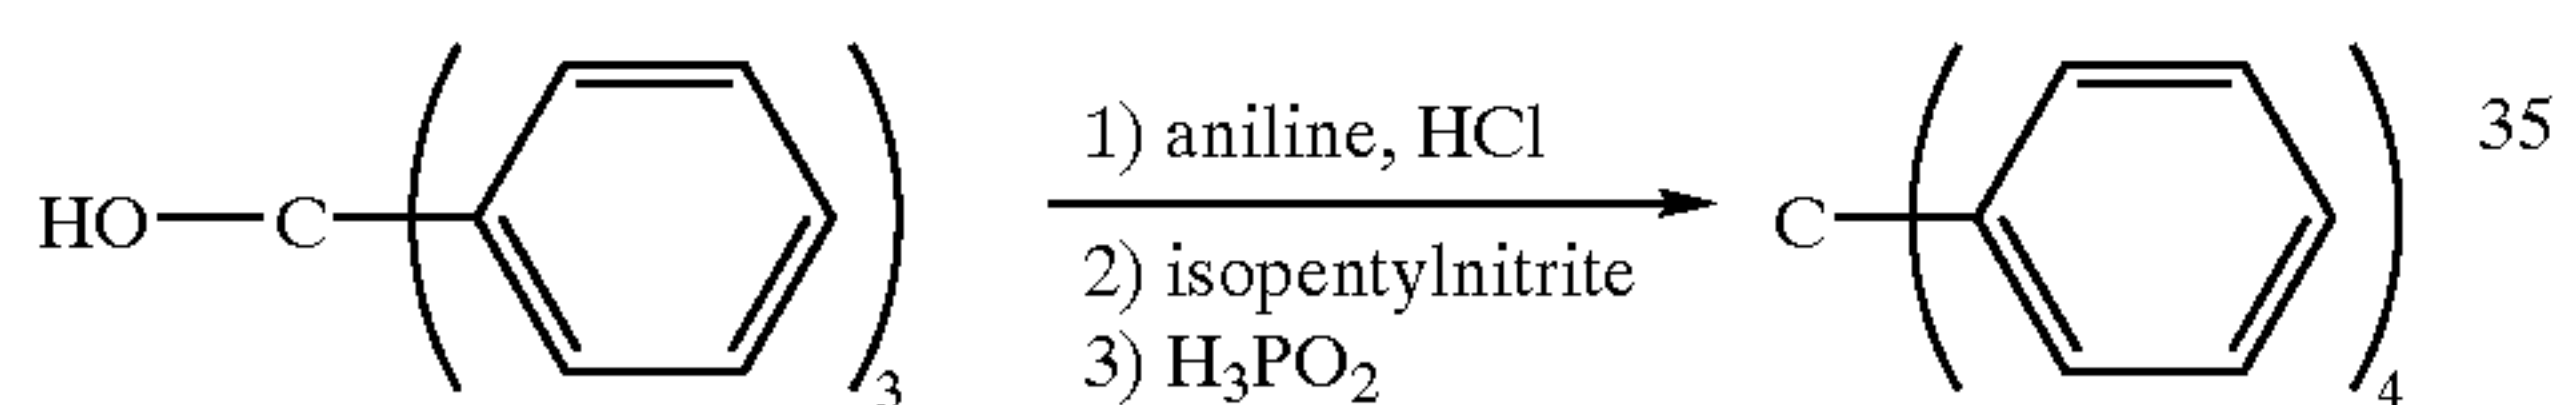 HO—C 3
1) aniline, HCl
2) isopentylnitrite
3) H₃PO₂
C 4
35